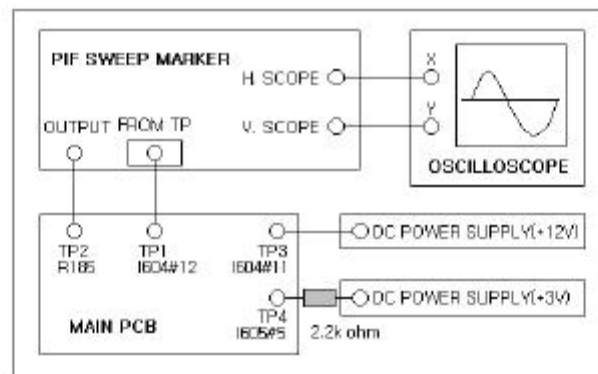 PIF SWEEP MARKER
H. SCOPE
V. SCOPE
OUTPUT
FROM TP
X
Y
OSCILLOSCOPE
TP2
R185
TP1
I604#12
TP3
I604#11
DC POWER SUPPLY(+12V)
TP4
I605#5
2.2k ohm
DC POWER SUPPLY(+3V)
MAIN PCB